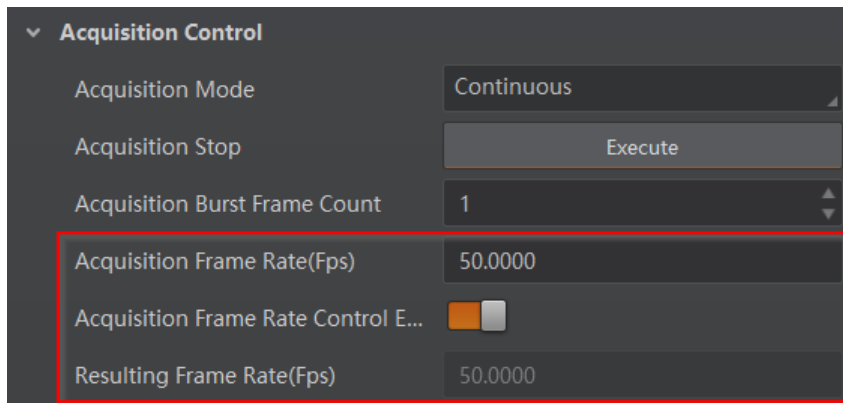 Acquisition Control
Acquisition Mode Continuous
Acquisition Stop Execute
Acquisition Burst Frame Count 1
Acquisition Frame Rate(Fps) 50.0000
Acquisition Frame Rate Control E...
Resulting Frame Rate(Fps) 50.0000